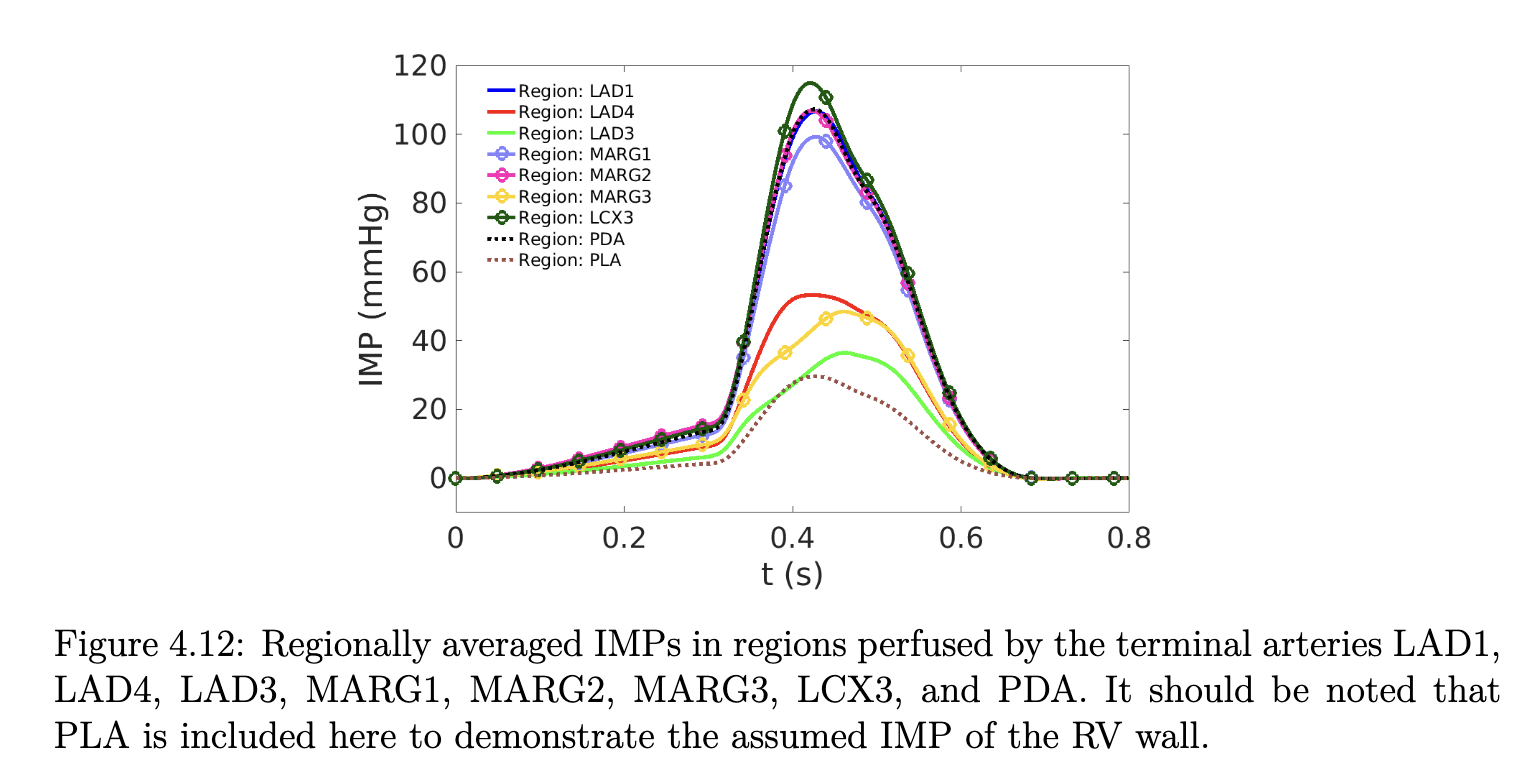 120
100
80
60
40
20
0
IMP (mmHg)
Region: LAD1
Region: LAD4
Region: LAD3
Region: MARG1
Region: MARG2
Region: MARG3
Region: LCX3
Region: PDA
Region: PLA
0 0.2 0.4 0.6 0.8
t (s)
Figure 4.12: Regionally averaged IMPs in regions perfused by the terminal arteries LAD1,
LAD4, LAD3, MARG1, MARG2, MARG3, LCX3, and PDA. It should be noted that
PLA is included here to demonstrate the assumed IMP of the RV wall.